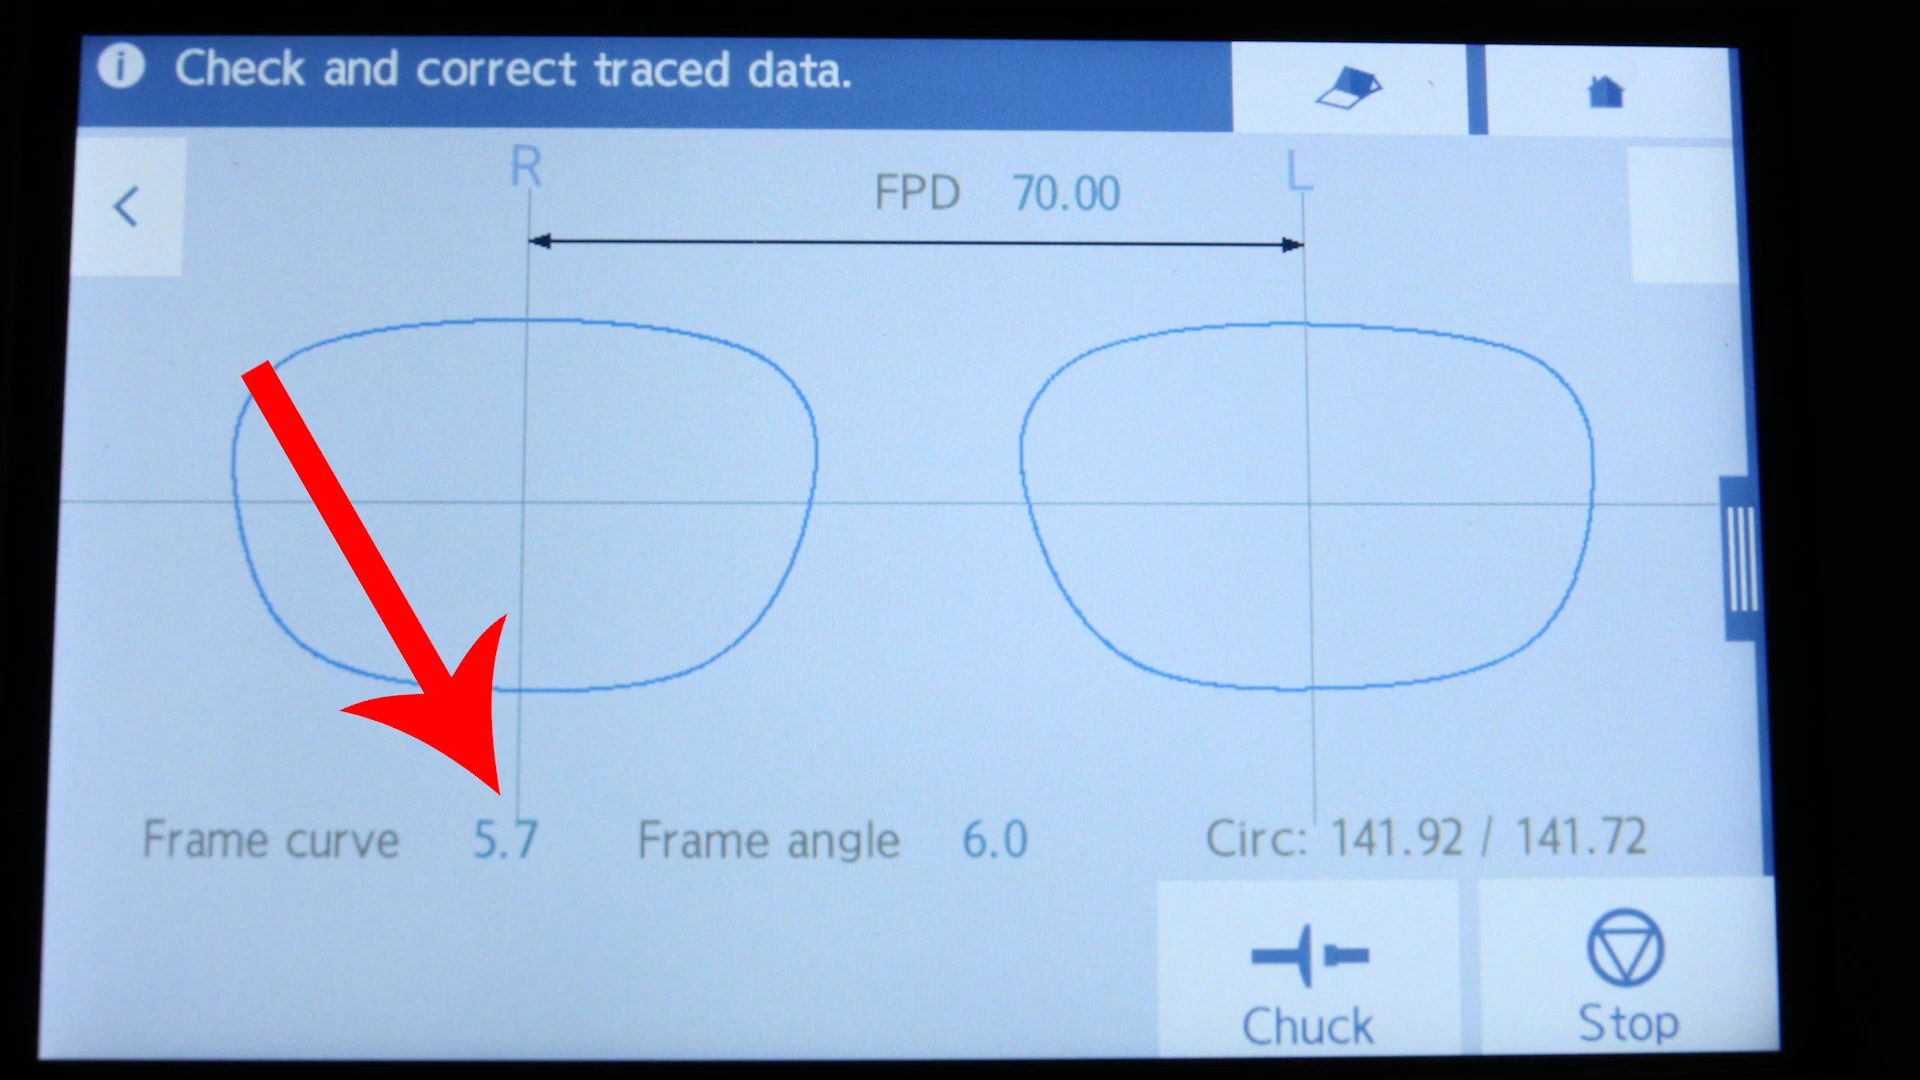 Check and correct traced data.
R
FPD 70.00
L
Frame curve 5.7 Frame angle 6.0 Circ: 141.92 / 141.72
Chuck
Stop